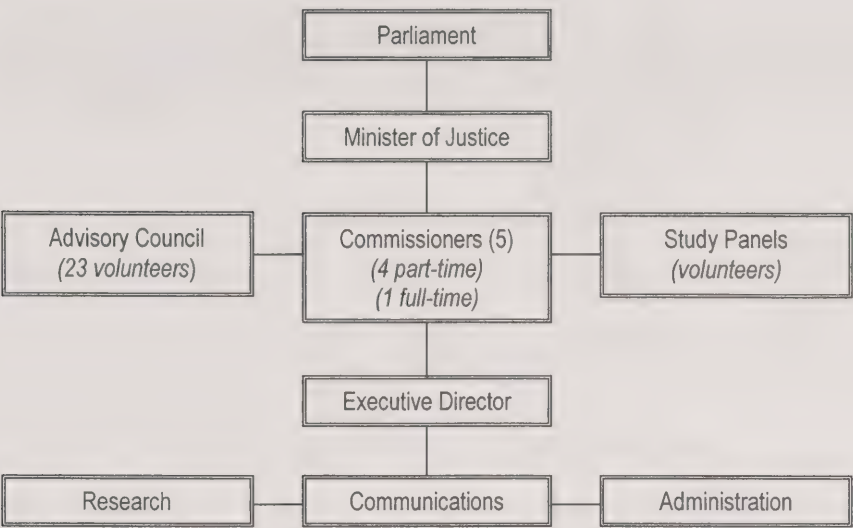 Parliament
Minister of Justice
Advisory Council
(23 volunteers)
Commissioners (5)
(4 part-time)
(1 full-time)
Study Panels
(volunteers)
Executive Director
Research
Communications
Administration